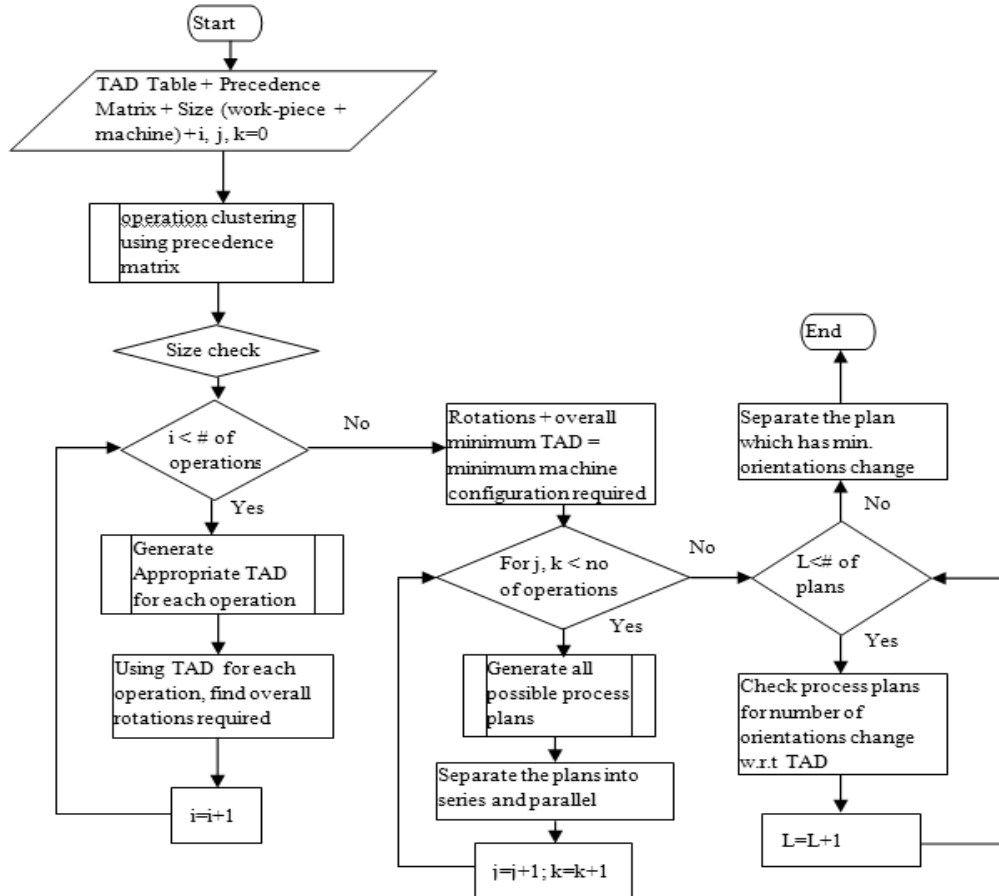 Start
TAD Table + Precedence
Matrix + Size (work-piece +
machine) +i, j, k=0
operation clustering
using precedence
matrix
Size check
i < # of
operations
No
Yes
Generate
Appropriate TAD
for each operation
Using TAD for each
operation, find overall
rotations required
i=i+1
Rotations + overall
minimum TAD =
minimum machine
configuration required
For j, k < no
of operations
No
Yes
Generate all
possible process
plans
Separate the plans into
series and parallel
j=j+1; k=k+1
End
Separate the plan
which has min.
orientations change
No
L<# of
plans
Yes
Check process plans
for number of
orientations change
w.r.t TAD
L=L+1